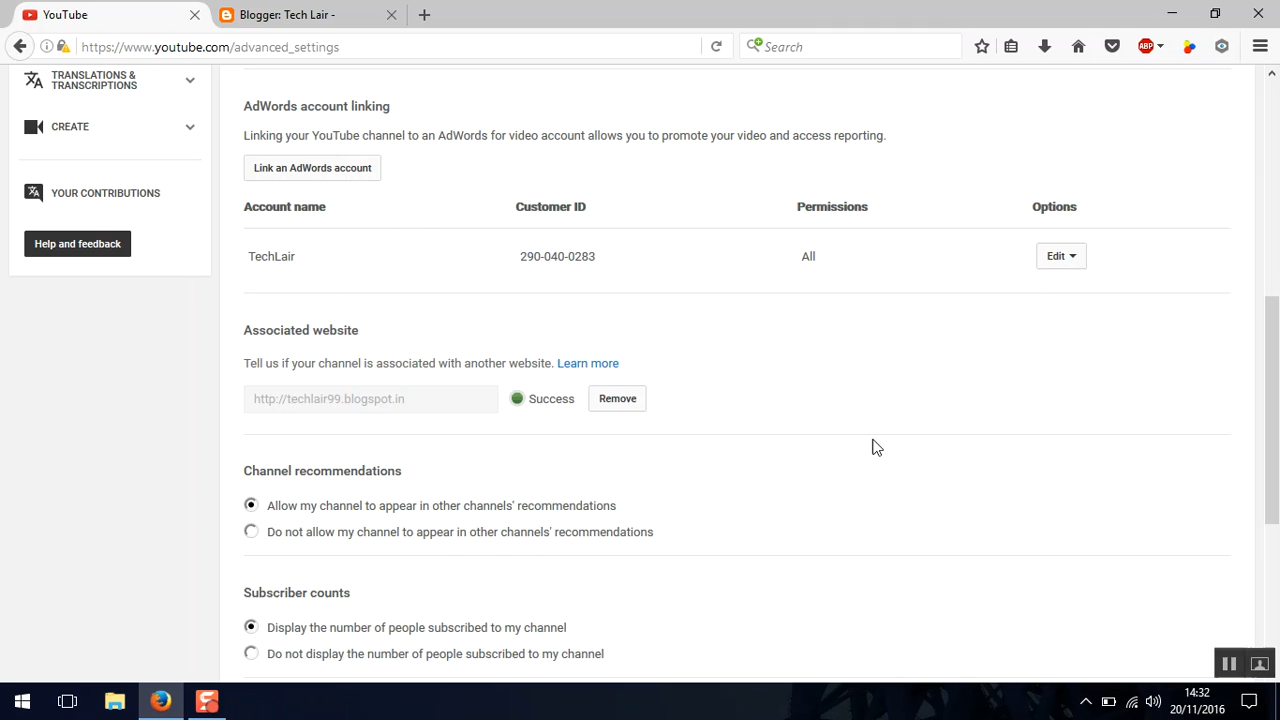 YouTube
Blogger: Tech Lair -
https://www.youtube.com/advanced_settings
Search
ABP
TRANSLATIONS &
TRANSCRIPTIONS
CREATE
YOUR CONTRIBUTIONS
Help and feedback
AdWords account linking
Linking your YouTube channel to an AdWords for video account allows you to promote your video and access reporting.
Link an AdWords account
Account name Customer ID Permissions Options
TechLair 290-040-0283 All Edit
Associated website
Tell us if your channel is associated with another website. Learn more
http://techlair99.blogspot.in Success Remove
Channel recommendations
Allow my channel to appear in other channels' recommendations
Do not allow my channel to appear in other channels' recommendations
Subscriber counts
Display the number of people subscribed to my channel
Do not display the number of people subscribed to my channel
14:32
20/11/2016